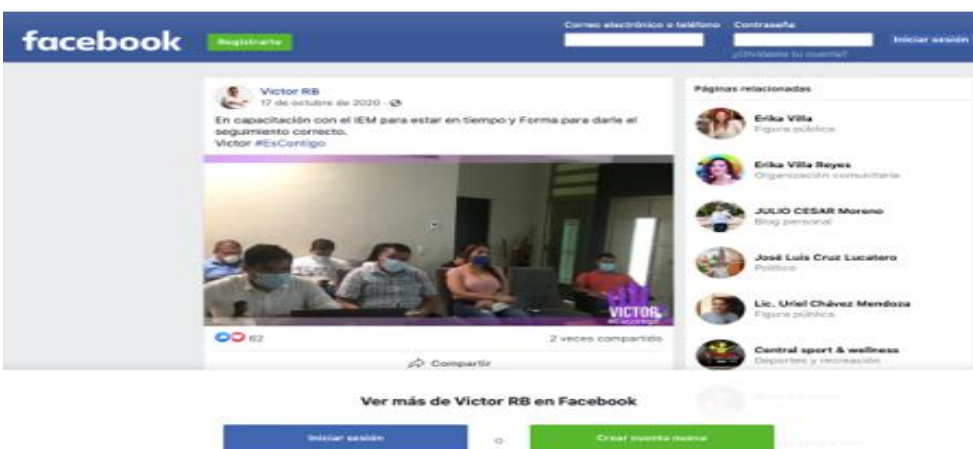 facebook
Registrarte
Correo electrónico o teléfono
Contraseña
Iniciar sesión
¿Olvidaste tu cuenta?
Victor RB
17 de octubre de 2020
En capacitación con el IEM para estar en tiempo y Forma para darle el
seguimiento correcto.
Victor #EsContigo
VICTOR
#EsContigo
62
2 veces compartido
Compartir
Páginas relacionadas
Erika Villa
Figura pública
Erika Villa Reyes
Organización comunitaria
JULIO CESAR Moreno
Blog personal
José Luis Cruz Lucatero
Político
Lic. Uriel Chávez Mendoza
Figura pública
Central sport & wellness
Deportes y recreación
Ver más de Victor RB en Facebook
Iniciar sesión
o
Crear cuenta nueva